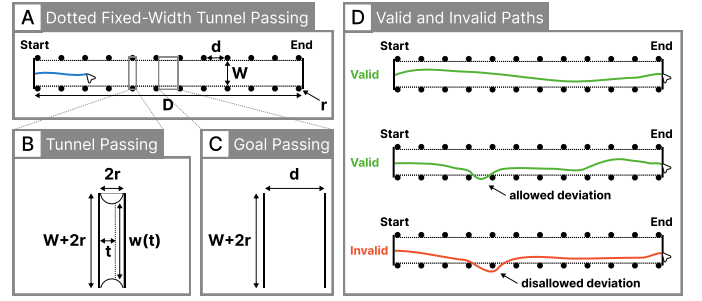 A Dotted Fixed-Width Tunnel Passing
Start
End
d
W
D
r
B Tunnel Passing
2r
W+2r
t
w(t)
C Goal Passing
d
W+2r
D Valid and Invalid Paths
Start
End
Valid
Start
End
Valid
allowed deviation
Start
End
Invalid
disallowed deviation